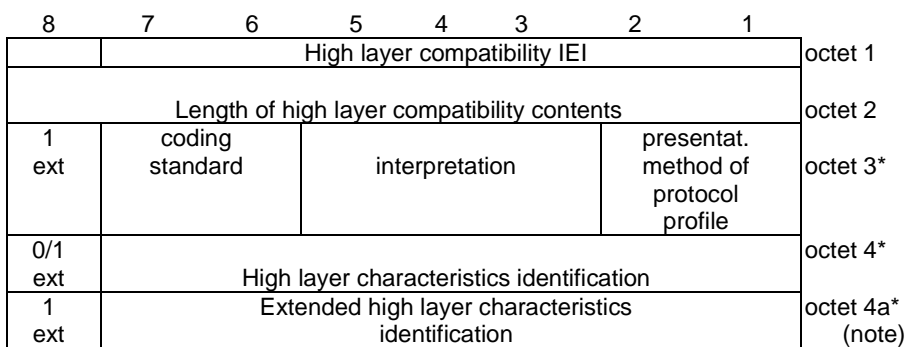 8 7 6 5 4 3 2 1
High layer compatibility IEI octet 1
Length of high layer compatibility contents octet 2
1 coding presentat.
ext standard interpretation method of octet 3*
protocol
profile
0/1 octet 4*
ext High layer characteristics identification
1 Extended high layer characteristics octet 4a*
ext identification (note)